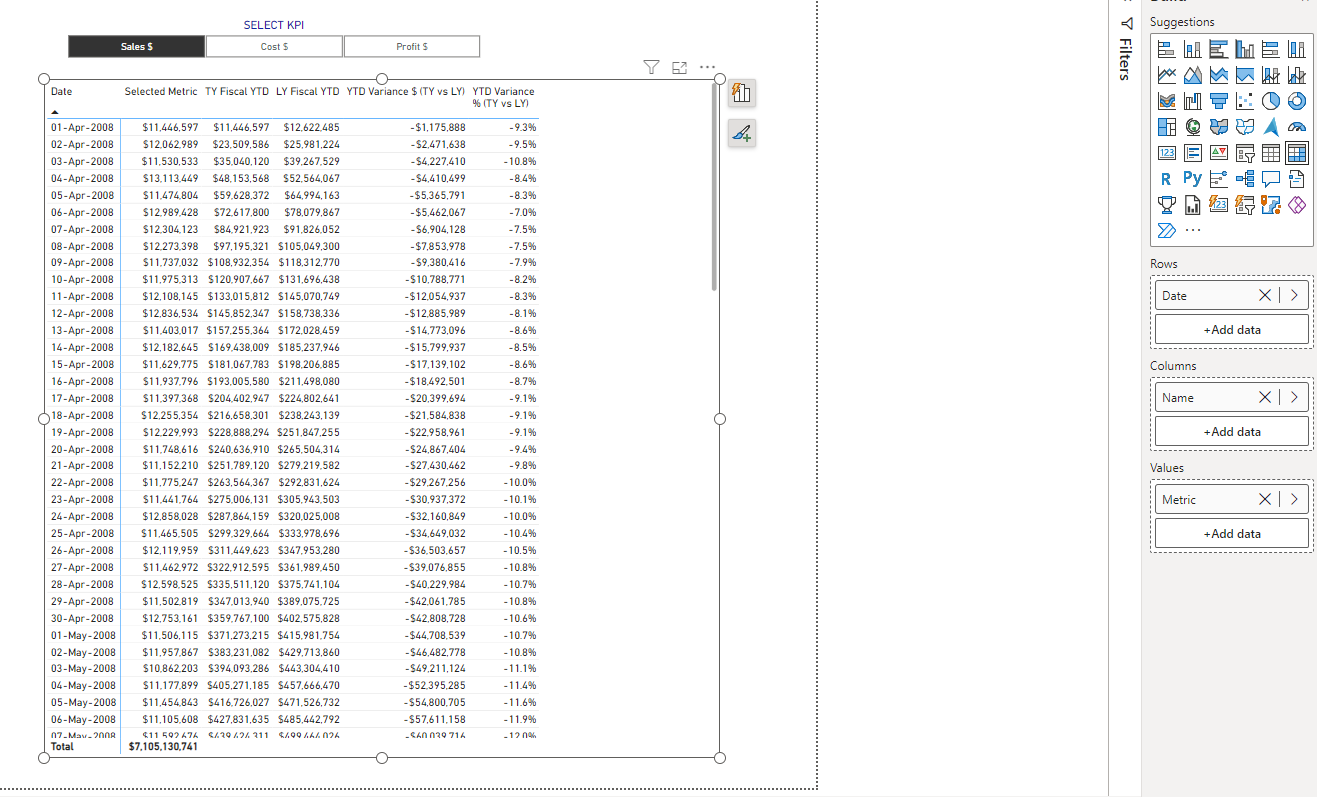 SELECT KPI
Sales $ Cost $ Profit $
Date Selected Metric TY Fiscal YTD LY Fiscal YTD YTD Variance $ (TY vs LY) YTD Variance
% (TY vs LY)
01-Apr-2008 $11,446,597 $11,446,597 $12,622,485 -$1,175,888 -9.3%
02-Apr-2008 $12,062,989 $23,509,586 $25,981,224 -$2,471,638 -9.5%
03-Apr-2008 $11,530,533 $35,040,120 $39,267,529 -$4,227,410 -10.8%
04-Apr-2008 $13,113,449 $48,153,568 $52,564,067 -$4,410,499 -8.4%
05-Apr-2008 $11,474,804 $59,628,372 $64,994,163 -$5,365,791 -8.3%
06-Apr-2008 $12,989,428 $72,617,800 $78,079,867 -$5,462,067 -7.0%
07-Apr-2008 $12,304,123 $84,921,923 $91,826,052 -$6,904,128 -7.5%
08-Apr-2008 $12,273,398 $97,195,321 $105,049,300 -$7,853,978 -7.5%
09-Apr-2008 $11,737,032 $108,932,354 $118,312,770 -$9,380,416 -7.9%
10-Apr-2008 $11,975,313 $120,907,667 $131,696,438 -$10,788,771 -8.2%
11-Apr-2008 $12,108,145 $133,015,812 $145,070,749 -$12,054,937 -8.3%
12-Apr-2008 $12,836,534 $145,852,347 $158,738,336 -$12,885,989 -8.1%
13-Apr-2008 $11,403,017 $157,255,364 $172,028,459 -$14,773,096 -8.6%
14-Apr-2008 $12,182,645 $169,438,009 $185,237,946 -$15,799,937 -8.5%
15-Apr-2008 $11,629,775 $181,067,783 $198,206,885 -$17,139,102 -8.6%
16-Apr-2008 $11,937,796 $193,005,580 $211,498,080 -$18,492,501 -8.7%
17-Apr-2008 $11,397,368 $204,402,947 $224,802,641 -$20,399,694 -9.1%
18-Apr-2008 $12,255,354 $216,658,301 $238,243,139 -$21,584,838 -9.1%
19-Apr-2008 $12,229,993 $228,888,294 $251,847,255 -$22,958,961 -9.1%
20-Apr-2008 $11,748,616 $240,636,910 $265,504,314 -$24,867,404 -9.4%
21-Apr-2008 $11,152,210 $251,789,120 $279,219,582 -$27,430,462 -9.8%
22-Apr-2008 $11,775,247 $263,564,367 $292,831,624 -$29,267,256 -10.0%
23-Apr-2008 $11,441,764 $275,006,131 $305,943,503 -$30,937,372 -10.1%
24-Apr-2008 $12,858,028 $287,864,159 $320,025,008 -$32,160,849 -10.0%
25-Apr-2008 $11,465,505 $299,329,664 $333,978,696 -$34,649,032 -10.4%
26-Apr-2008 $12,119,959 $311,449,623 $347,953,280 -$36,503,657 -10.5%
27-Apr-2008 $11,462,972 $322,912,595 $361,989,450 -$39,076,855 -10.8%
28-Apr-2008 $12,598,525 $335,511,120 $375,741,104 -$40,229,984 -10.7%
29-Apr-2008 $11,502,819 $347,013,940 $389,075,725 -$42,061,785 -10.8%
30-Apr-2008 $12,753,161 $359,767,100 $402,575,828 -$42,808,728 -10.6%
01-May-2008 $11,506,115 $371,273,215 $415,981,754 -$44,708,539 -10.7%
02-May-2008 $11,957,867 $383,231,082 $429,713,860 -$46,482,778 -10.8%
03-May-2008 $10,862,203 $394,093,286 $443,304,410 -$49,211,124 -11.1%
04-May-2008 $11,177,899 $405,271,185 $457,666,470 -$52,395,285 -11.4%
05-May-2008 $11,454,843 $416,726,027 $471,526,732 -$54,800,705 -11.6%
06-May-2008 $11,105,608 $427,831,635 $485,442,792 -$57,611,158 -11.9%
07-May-2008 $11,592,676 $439,424,311 $499,464,026 -$60,039,716 -12.0%
Total $7,105,130,741
Filters
Suggestions
123
R Py
123
Rows
Date
+Add data
Columns
Name
+Add data
Values
Metric
+Add data